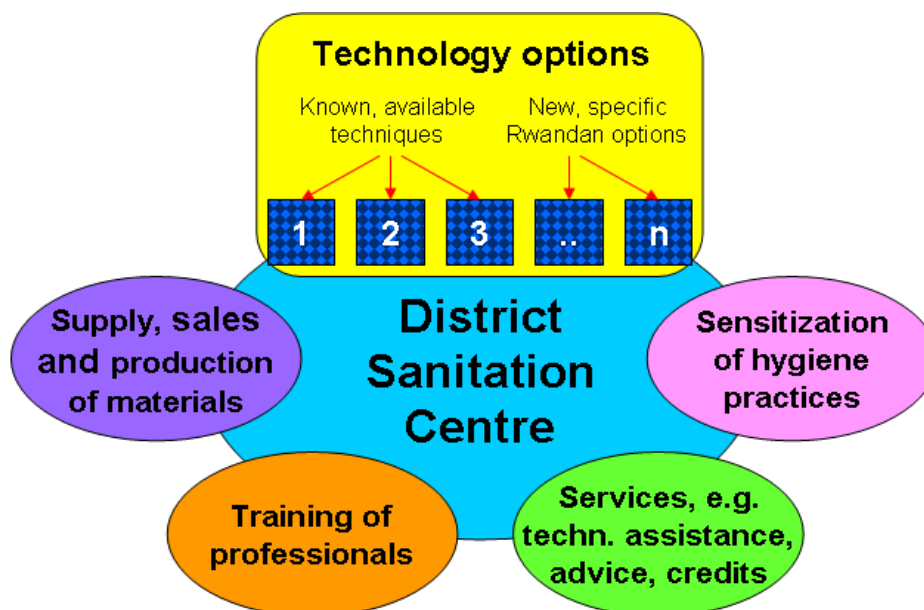 Technology options
Known, available
techniques
New, specific
Rwandan options
1
2
3
..
n
District
Sanitation
Centre
Supply, sales
and production
of materials
Sensitization
of hygiene
practices
Training of
professionals
Services, e.g.
techn. assistance,
advice, credits